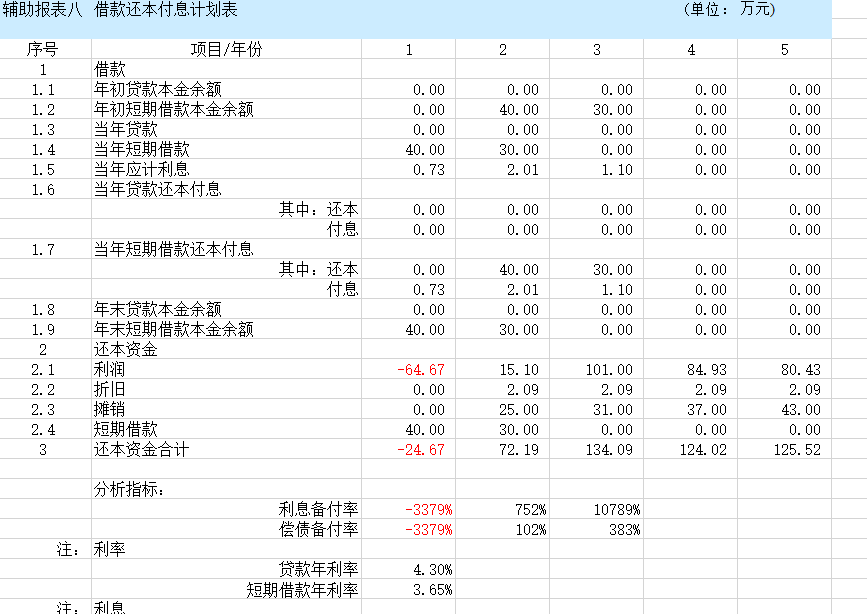 辅助报表八 借款还本付息计划表 (单位: 万元)
序号 项目/年份 1 2 3 4 5
1 借款
1.1 年初贷款本金余额 0.00 0.00 0.00 0.00 0.00
1.2 年初短期借款本金余额 0.00 40.00 30.00 0.00 0.00
1.3 当年贷款 0.00 0.00 0.00 0.00 0.00
1.4 当年短期借款 40.00 30.00 0.00 0.00 0.00
1.5 当年应计利息 0.73 2.01 1.10 0.00 0.00
1.6 当年贷款还本付息
其中: 还本 0.00 0.00 0.00 0.00 0.00
付息 0.00 0.00 0.00 0.00 0.00
1.7 当年短期借款还本付息
其中: 还本 0.00 40.00 30.00 0.00 0.00
付息 0.73 2.01 1.10 0.00 0.00
1.8 年末贷款本金余额 0.00 0.00 0.00 0.00 0.00
1.9 年末短期借款本金余额 40.00 30.00 0.00 0.00 0.00
2 还本资金
2.1 利润 -64.67 15.10 101.00 84.93 80.43
2.2 折旧 0.00 2.09 2.09 2.09 2.09
2.3 摊销 0.00 25.00 31.00 37.00 43.00
2.4 短期借款 40.00 30.00 0.00 0.00 0.00
3 还本资金合计 -24.67 72.19 134.09 124.02 125.52
分析指标:
利息备付率 -3379% 752% 10789%
偿债备付率 -3379% 102% 383%
注: 利率
贷款年利率 4.30%
短期借款年利率 3.65%
注: 利息